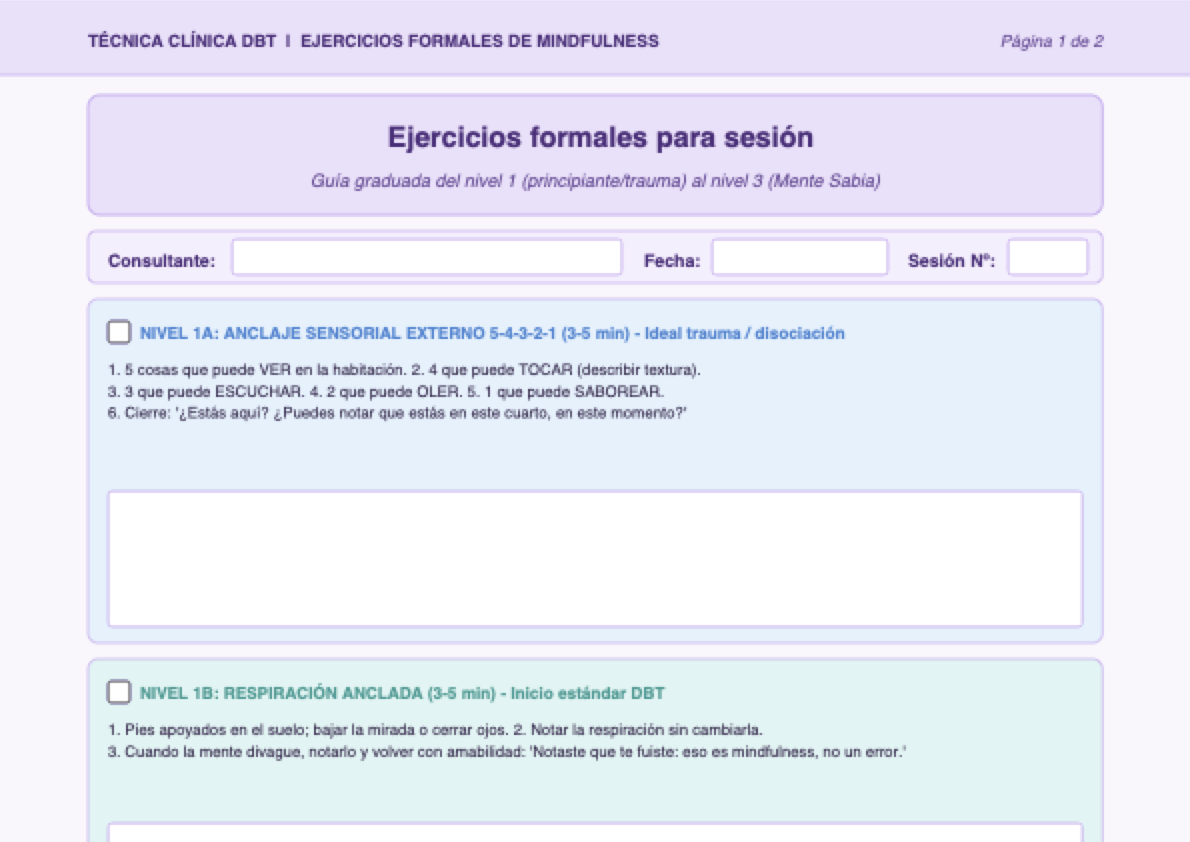 TÉCNICA CLÍNICA DBT | EJERCICIOS FORMALES DE MINDFULNESS
Página 1 de 2
Ejercicios formales para sesión
Guía graduada del nivel 1 (principiante/trauma) al nivel 3 (Mente Sabia)
Consultante: Fecha: Sesión Nº:
NIVEL 1A: ANCLAJE SENSORIAL EXTERNO 5-4-3-2-1 (3-5 min) - Ideal trauma / disociación
1. 5 cosas que puede VER en la habitación. 2. 4 que puede TOCAR (describir textura).
3. 3 que puede ESCUCHAR. 4. 2 que puede OLER. 5. 1 que puede SABOREAR.
6. Cierre: '¿Estás aquí? ¿Puedes notar que estás en este cuarto, en este momento?'
NIVEL 1B: RESPIRACIÓN ANCLADA (3-5 min) - Inicio estándar DBT
1. Pies apoyados en el suelo; bajar la mirada o cerrar ojos. 2. Notar la respiración sin cambiarla.
3. Cuando la mente divague, notarlo y volver con amabilidad: 'Notaste que te fuiste: eso es mindfulness, no un error.'